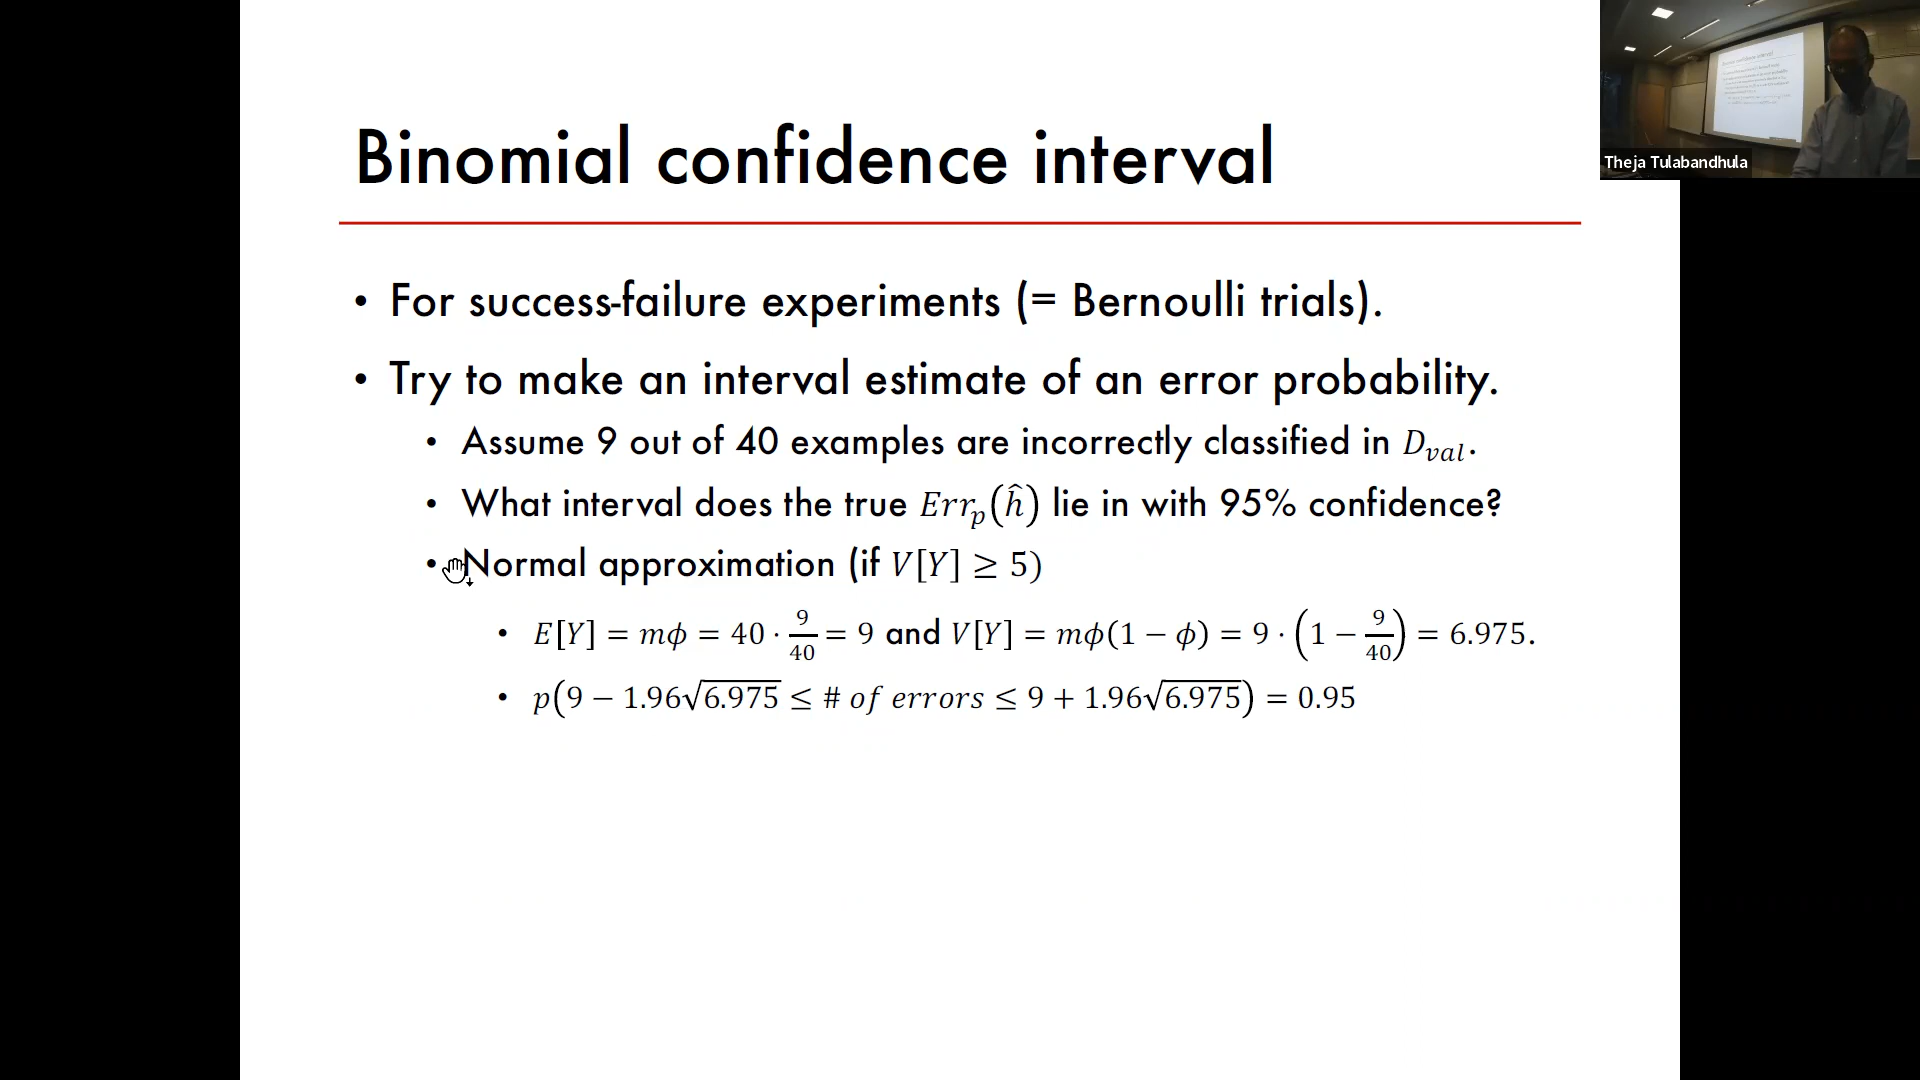 Binomial confidence interval
• For success-failure experiments (= Bernoulli trials).
• Try to make an interval estimate of an error probability.
• Assume 9 out of 40 examples are incorrectly classified in D_val.
• What interval does the true Err_p(ĥ) lie in with 95% confidence?
• Normal approximation (if V[Y] ≥ 5)
• E[Y] = mϕ = 40 · 9/40 = 9 and V[Y] = mϕ(1 − ϕ) = 9 · (1 − 9/40) = 6.975.
• p(9 − 1.96√6.975 ≤ # of errors ≤ 9 + 1.96√6.975) = 0.95
Theja Tulabandhula